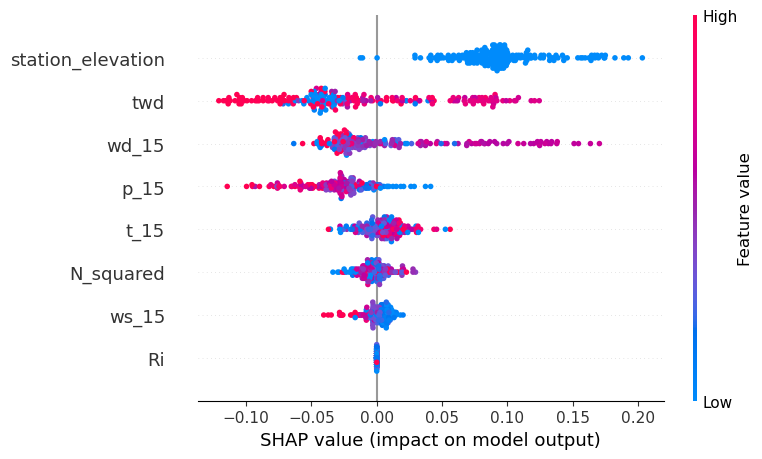 High
station_elevation
twd
wd_15
p_15
t_15
N_squared
ws_15
Ri
Feature value
Low
−0.10 −0.05 0.00 0.05 0.10 0.15 0.20
SHAP value (impact on model output)